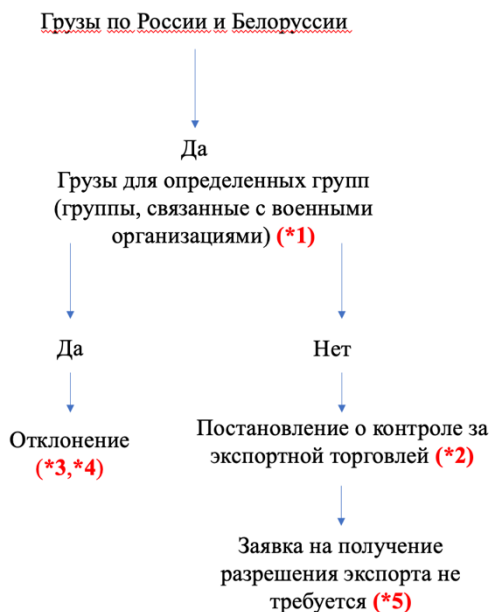 Грузы по России и Белоруссии
Да
Грузы для определенных групп
(группы, связанные с военными
организациями) (*1)
Да
Нет
Отклонение
(*3,*4)
Постановление о контроле за
экспортной торговлей (*2)
Заявка на получение
разрешения экспорта не
требуется (*5)